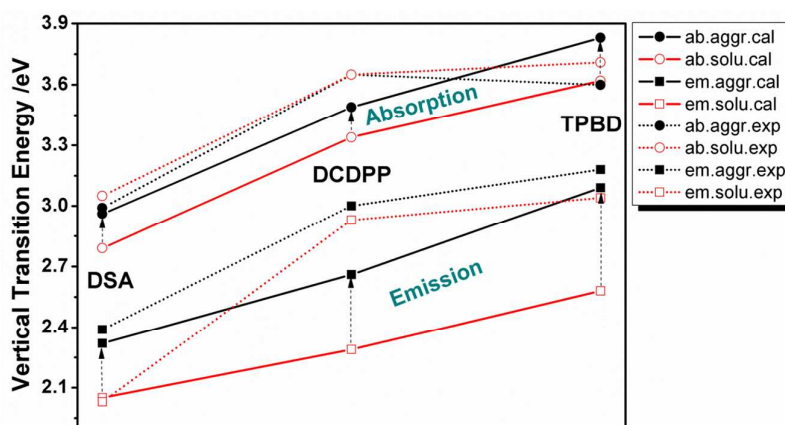 3.9
3.6
3.3
3.0
2.7
2.4
2.1
Vertical Transition Energy /eV
Absorption
TPBD
DCDPP
DSA
Emission
ab.aggr.cal
ab.solu.cal
em.aggr.cal
em.solu.cal
ab.aggr.exp
ab.solu.exp
em.aggr.exp
em.solu.exp